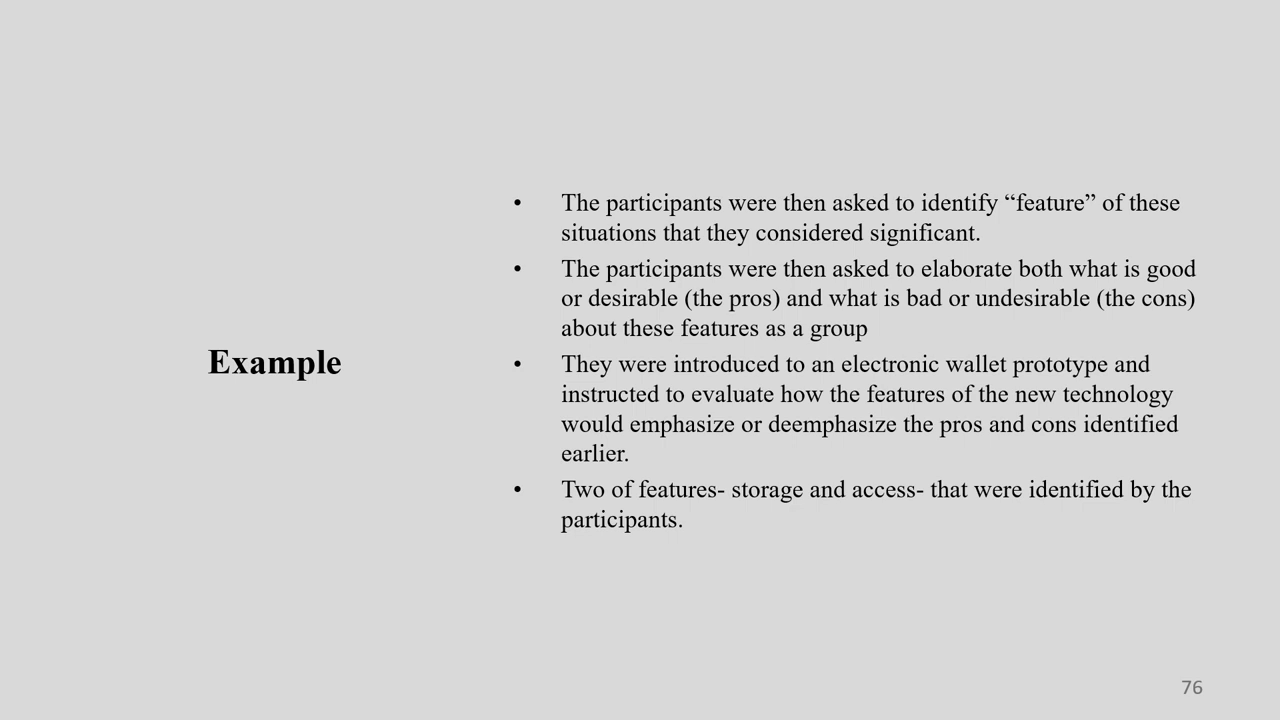 Example
• The participants were then asked to identify “feature” of these
situations that they considered significant.
• The participants were then asked to elaborate both what is good
or desirable (the pros) and what is bad or undesirable (the cons)
about these features as a group
• They were introduced to an electronic wallet prototype and
instructed to evaluate how the features of the new technology
would emphasize or deemphasize the pros and cons identified
earlier.
• Two of features- storage and access- that were identified by the
participants.
76